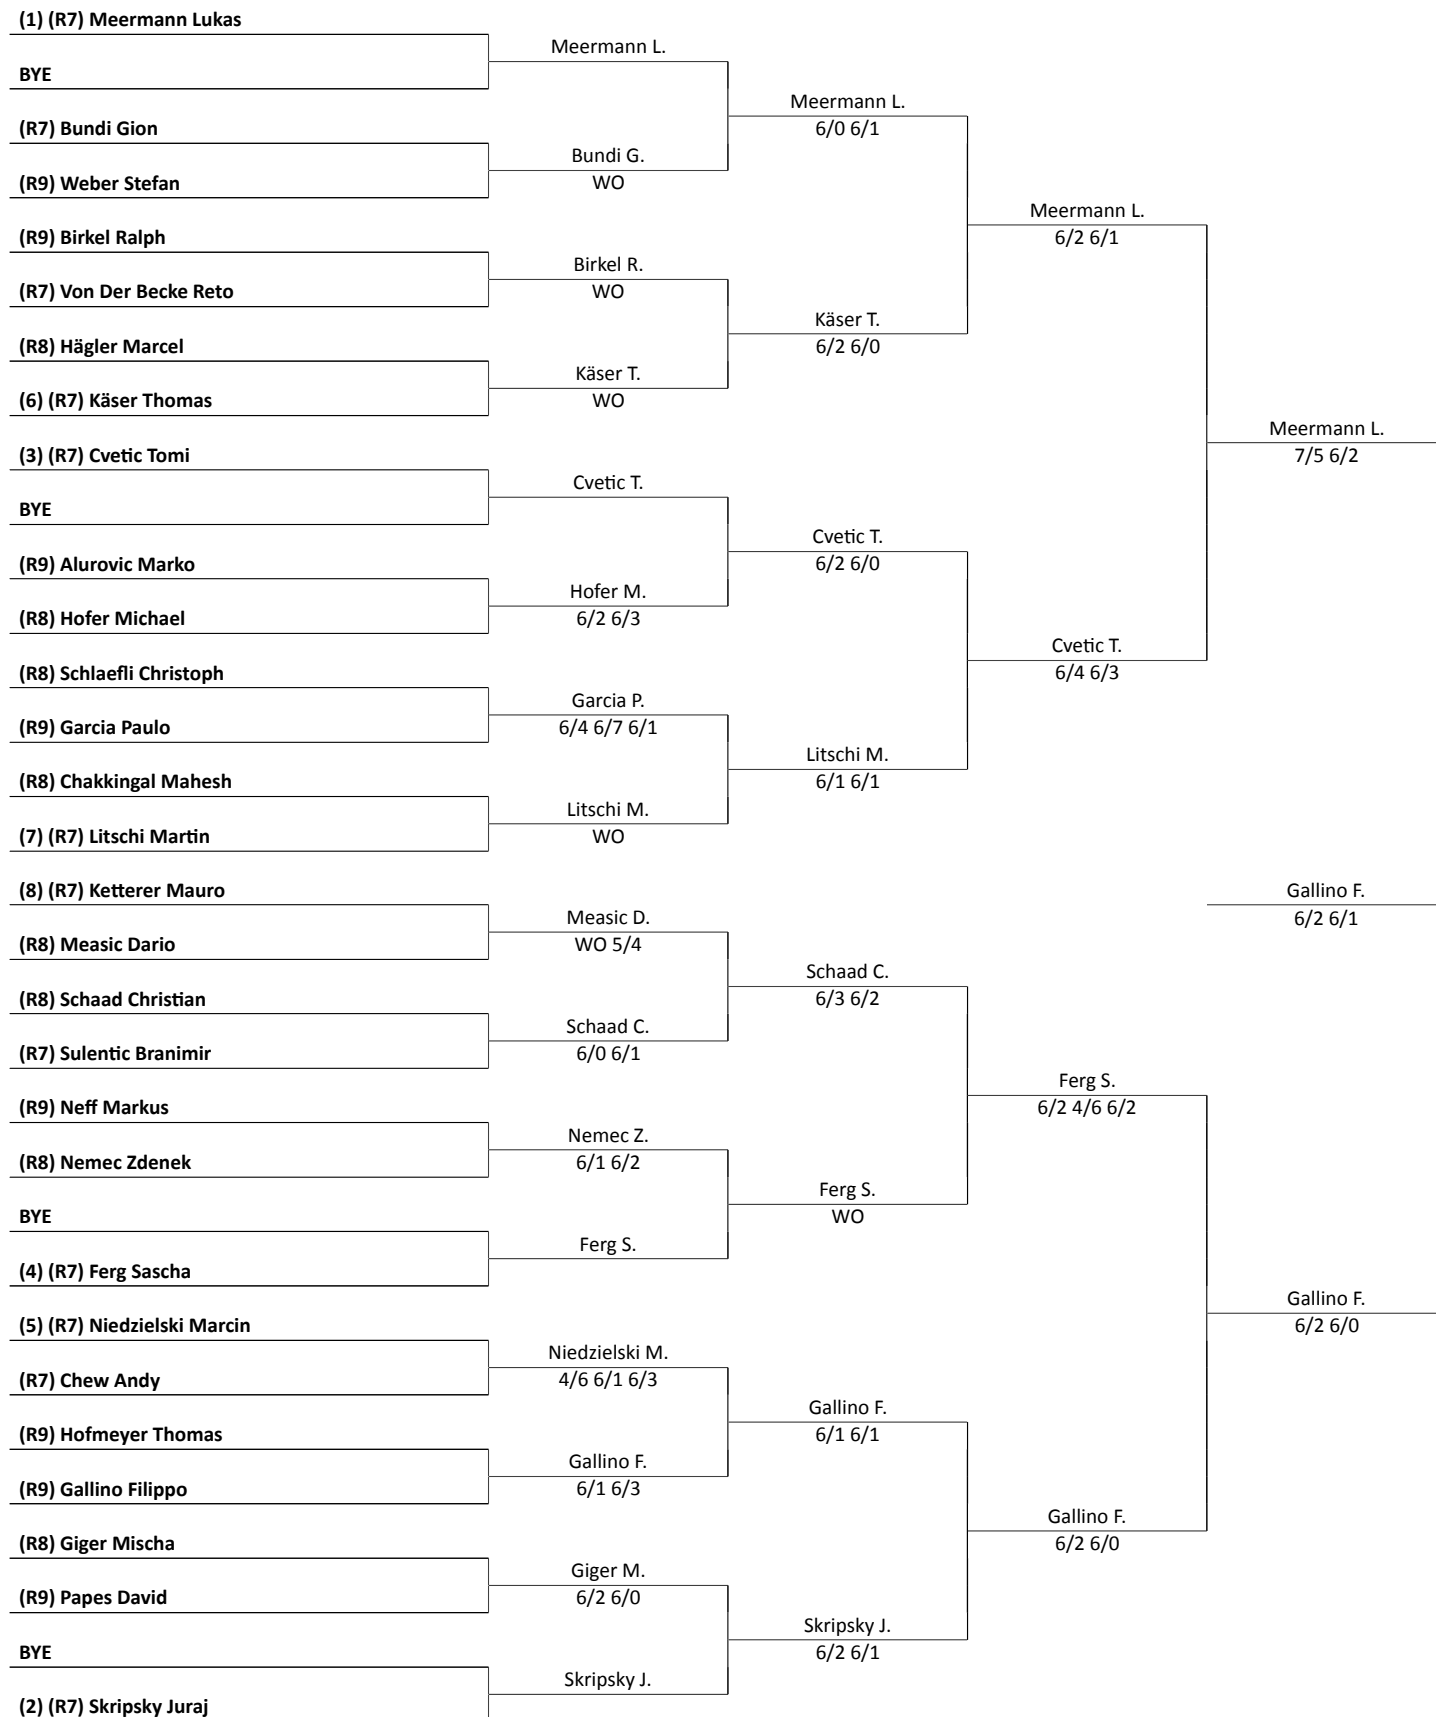 (1) (R7) Meermann Lukas
BYE
(R7) Bundi Gion
(R9) Weber Stefan
(R9) Birkel Ralph
(R7) Von Der Becke Reto
(R8) Hägler Marcel
(6) (R7) Käser Thomas
(3) (R7) Cvetic Tomi
BYE
(R9) Alurovic Marko
(R8) Hofer Michael
(R8) Schlaefli Christoph
(R9) Garcia Paulo
(R8) Chakkingal Mahesh
(7) (R7) Litschi Martin
(8) (R7) Ketterer Mauro
(R8) Measic Dario
(R8) Schaad Christian
(R7) Sulentic Branimir
(R9) Neff Markus
(R8) Nemec Zdenek
BYE
(4) (R7) Ferg Sascha
(5) (R7) Niedzielski Marcin
(R7) Chew Andy
(R9) Hofmeyer Thomas
(R9) Gallino Filippo
(R8) Giger Mischa
(R9) Papes David
BYE
(2) (R7) Skripsky Juraj
Meermann L.
Bundi G.
WO
Birkel R.
WO
Käser T.
WO
Cvetic T.
Hofer M.
6/2 6/3
Garcia P.
6/4 6/7 6/1
Litschi M.
WO
Measic D.
WO 5/4
Schaad C.
6/0 6/1
Nemec Z.
6/1 6/2
Ferg S.
Niedzielski M.
4/6 6/1 6/3
Gallino F.
6/1 6/3
Giger M.
6/2 6/0
Skripsky J.
Meermann L.
6/0 6/1
Käser T.
6/2 6/0
Cvetic T.
6/2 6/0
Litschi M.
6/1 6/1
Schaad C.
6/3 6/2
Ferg S.
WO
Gallino F.
6/1 6/1
Skripsky J.
6/2 6/1
Meermann L.
6/2 6/1
Cvetic T.
6/4 6/3
Ferg S.
6/2 4/6 6/2
Gallino F.
6/2 6/0
Meermann L.
7/5 6/2
Gallino F.
6/2 6/1
Gallino F.
6/2 6/0